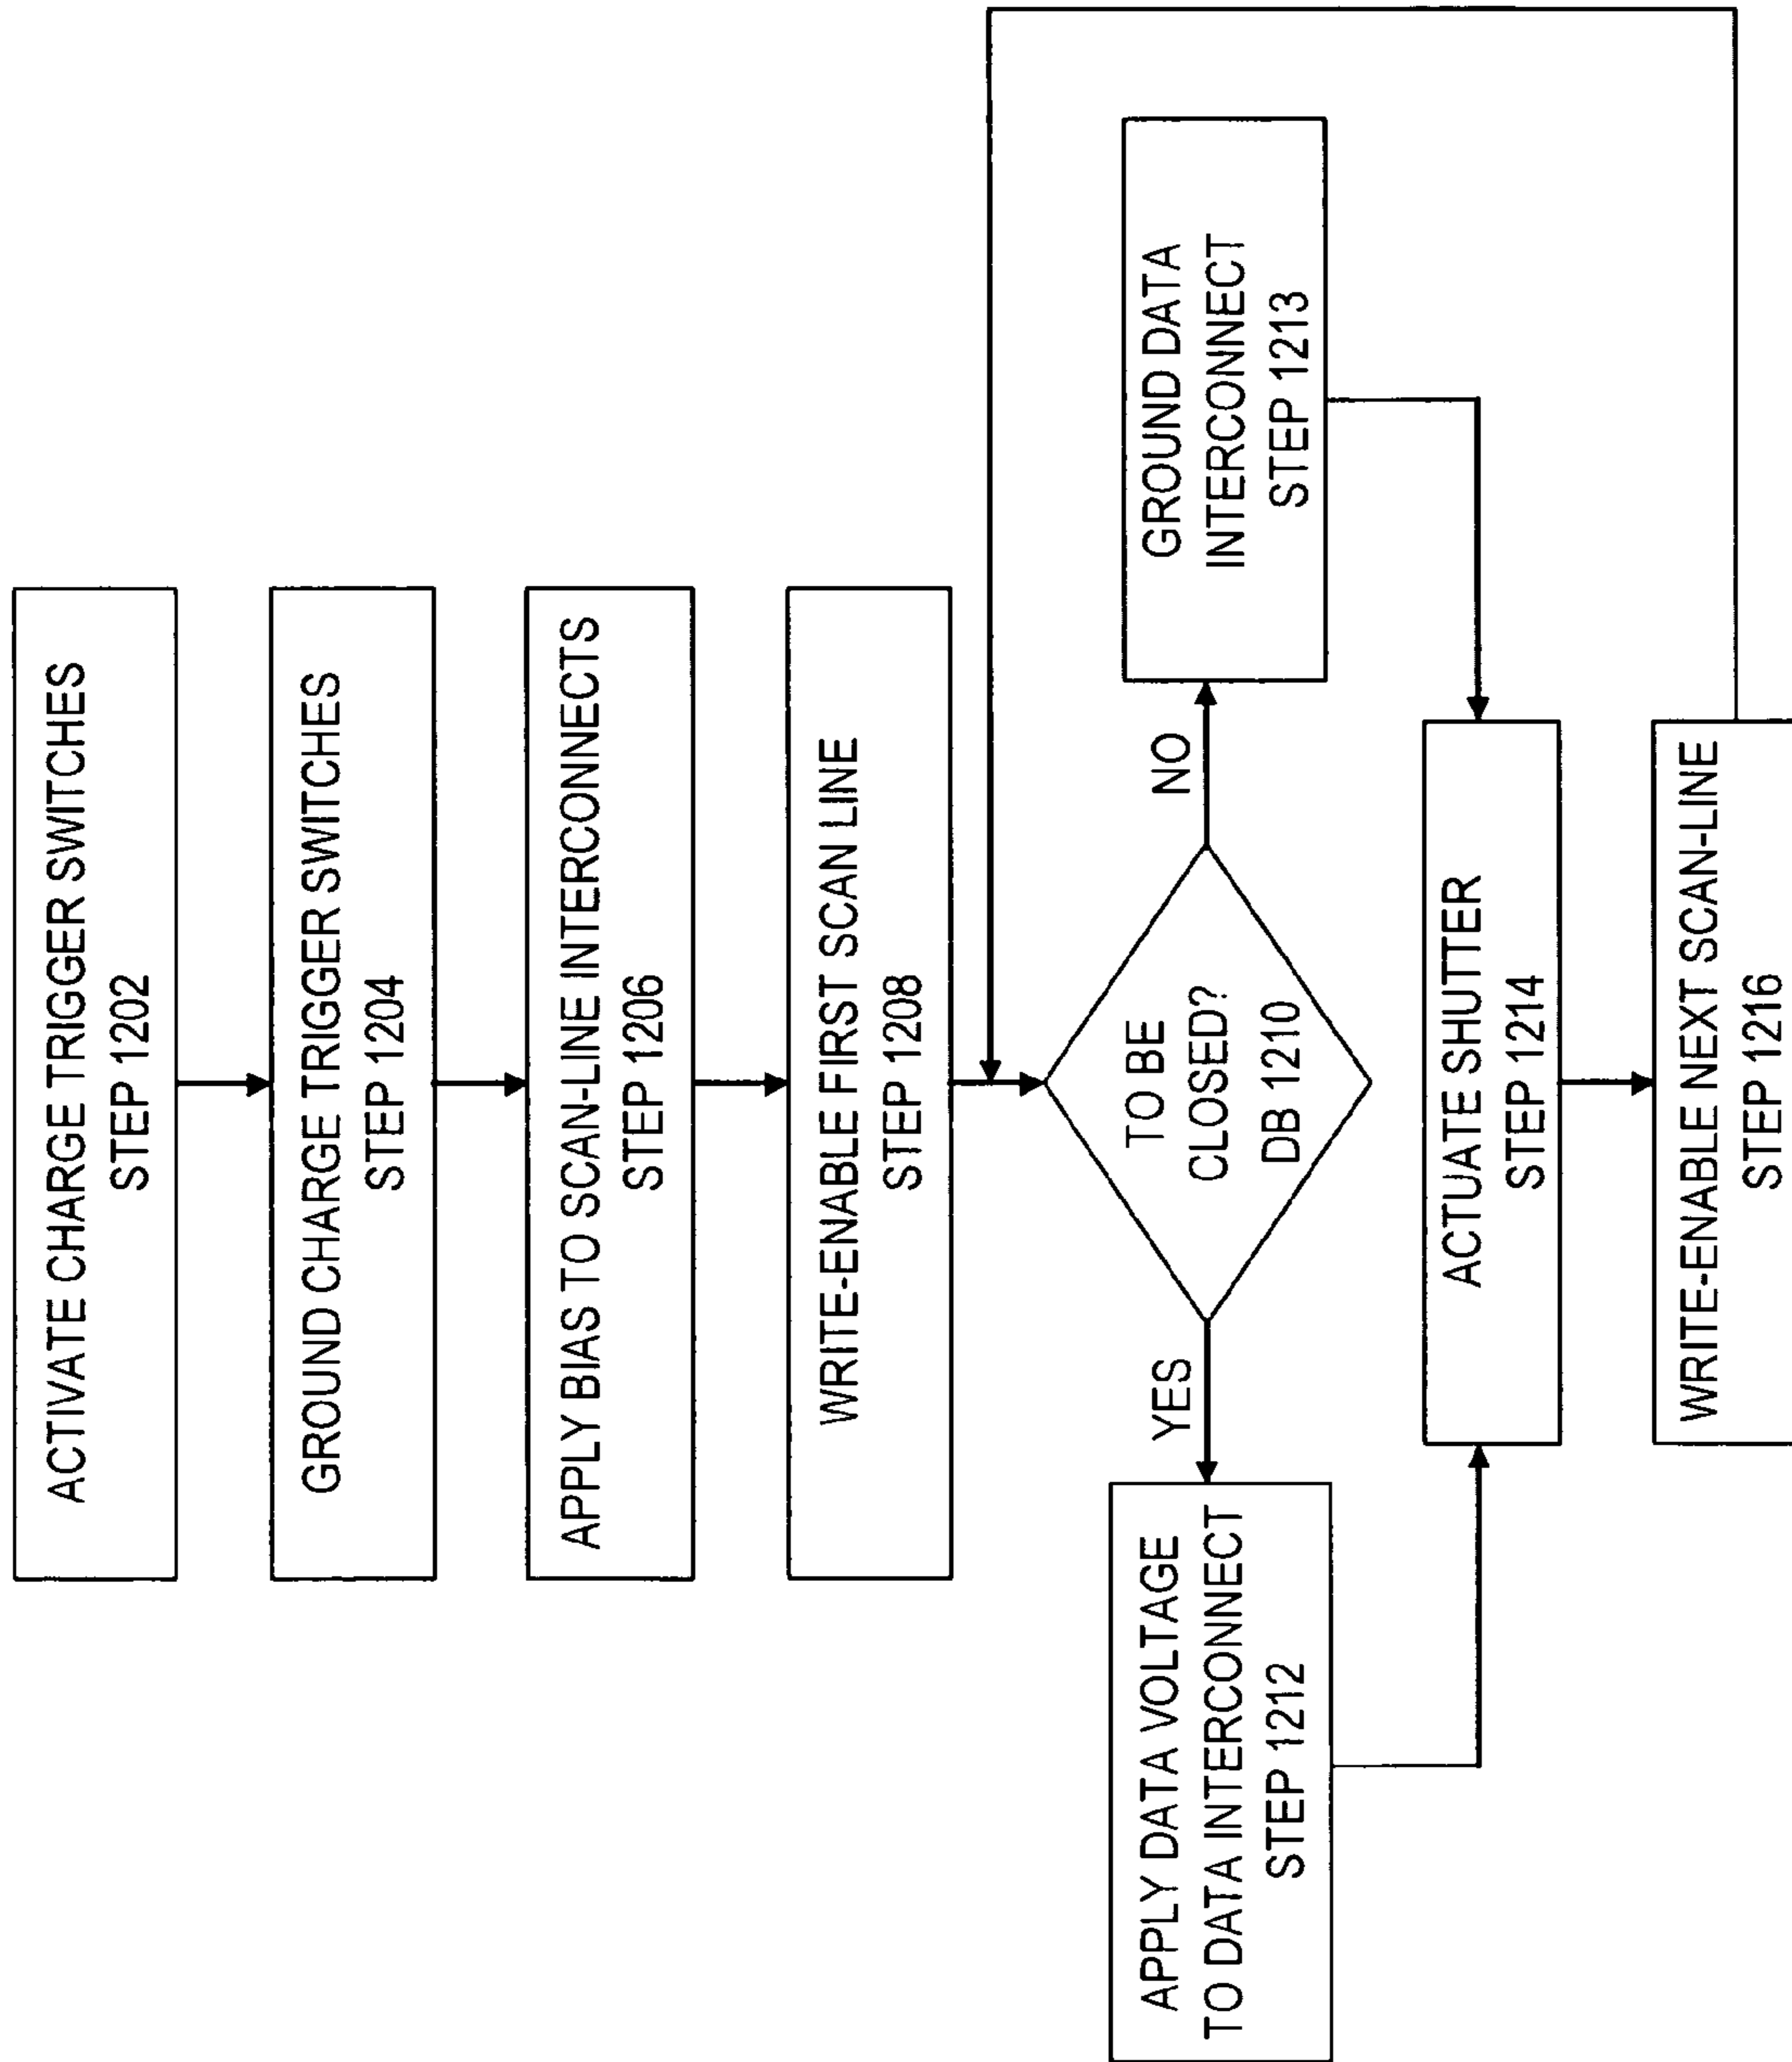 ACTIVATE CHARGE TRIGGER SWITCHES
STEP 1202
GROUND CHARGE TRIGGER SWITCHES
STEP 1204
APPLY BIAS TO SCAN-LINE INTERCONNECTS
STEP 1206
WRITE-ENABLE FIRST SCAN LINE
STEP 1208
TO BE
CLOSED?
DB 1210
YES
NO
APPLY DATA VOLTAGE
TO DATA INTERCONNECT
STEP 1212
GROUND DATA
INTERCONNECT
STEP 1213
ACTUATE SHUTTER
STEP 1214
WRITE-ENABLE NEXT SCAN-LINE
STEP 1216